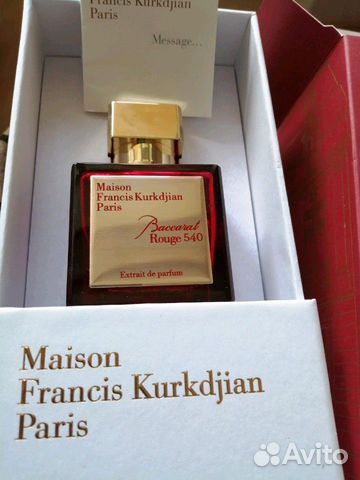 Francis Kurkdjian
Paris
Message...
Maison
Francis Kurkdjian
Paris
Baccarat
Rouge 540
Extrait de parfum
Maison
Francis Kurkdjian
Paris
Avito